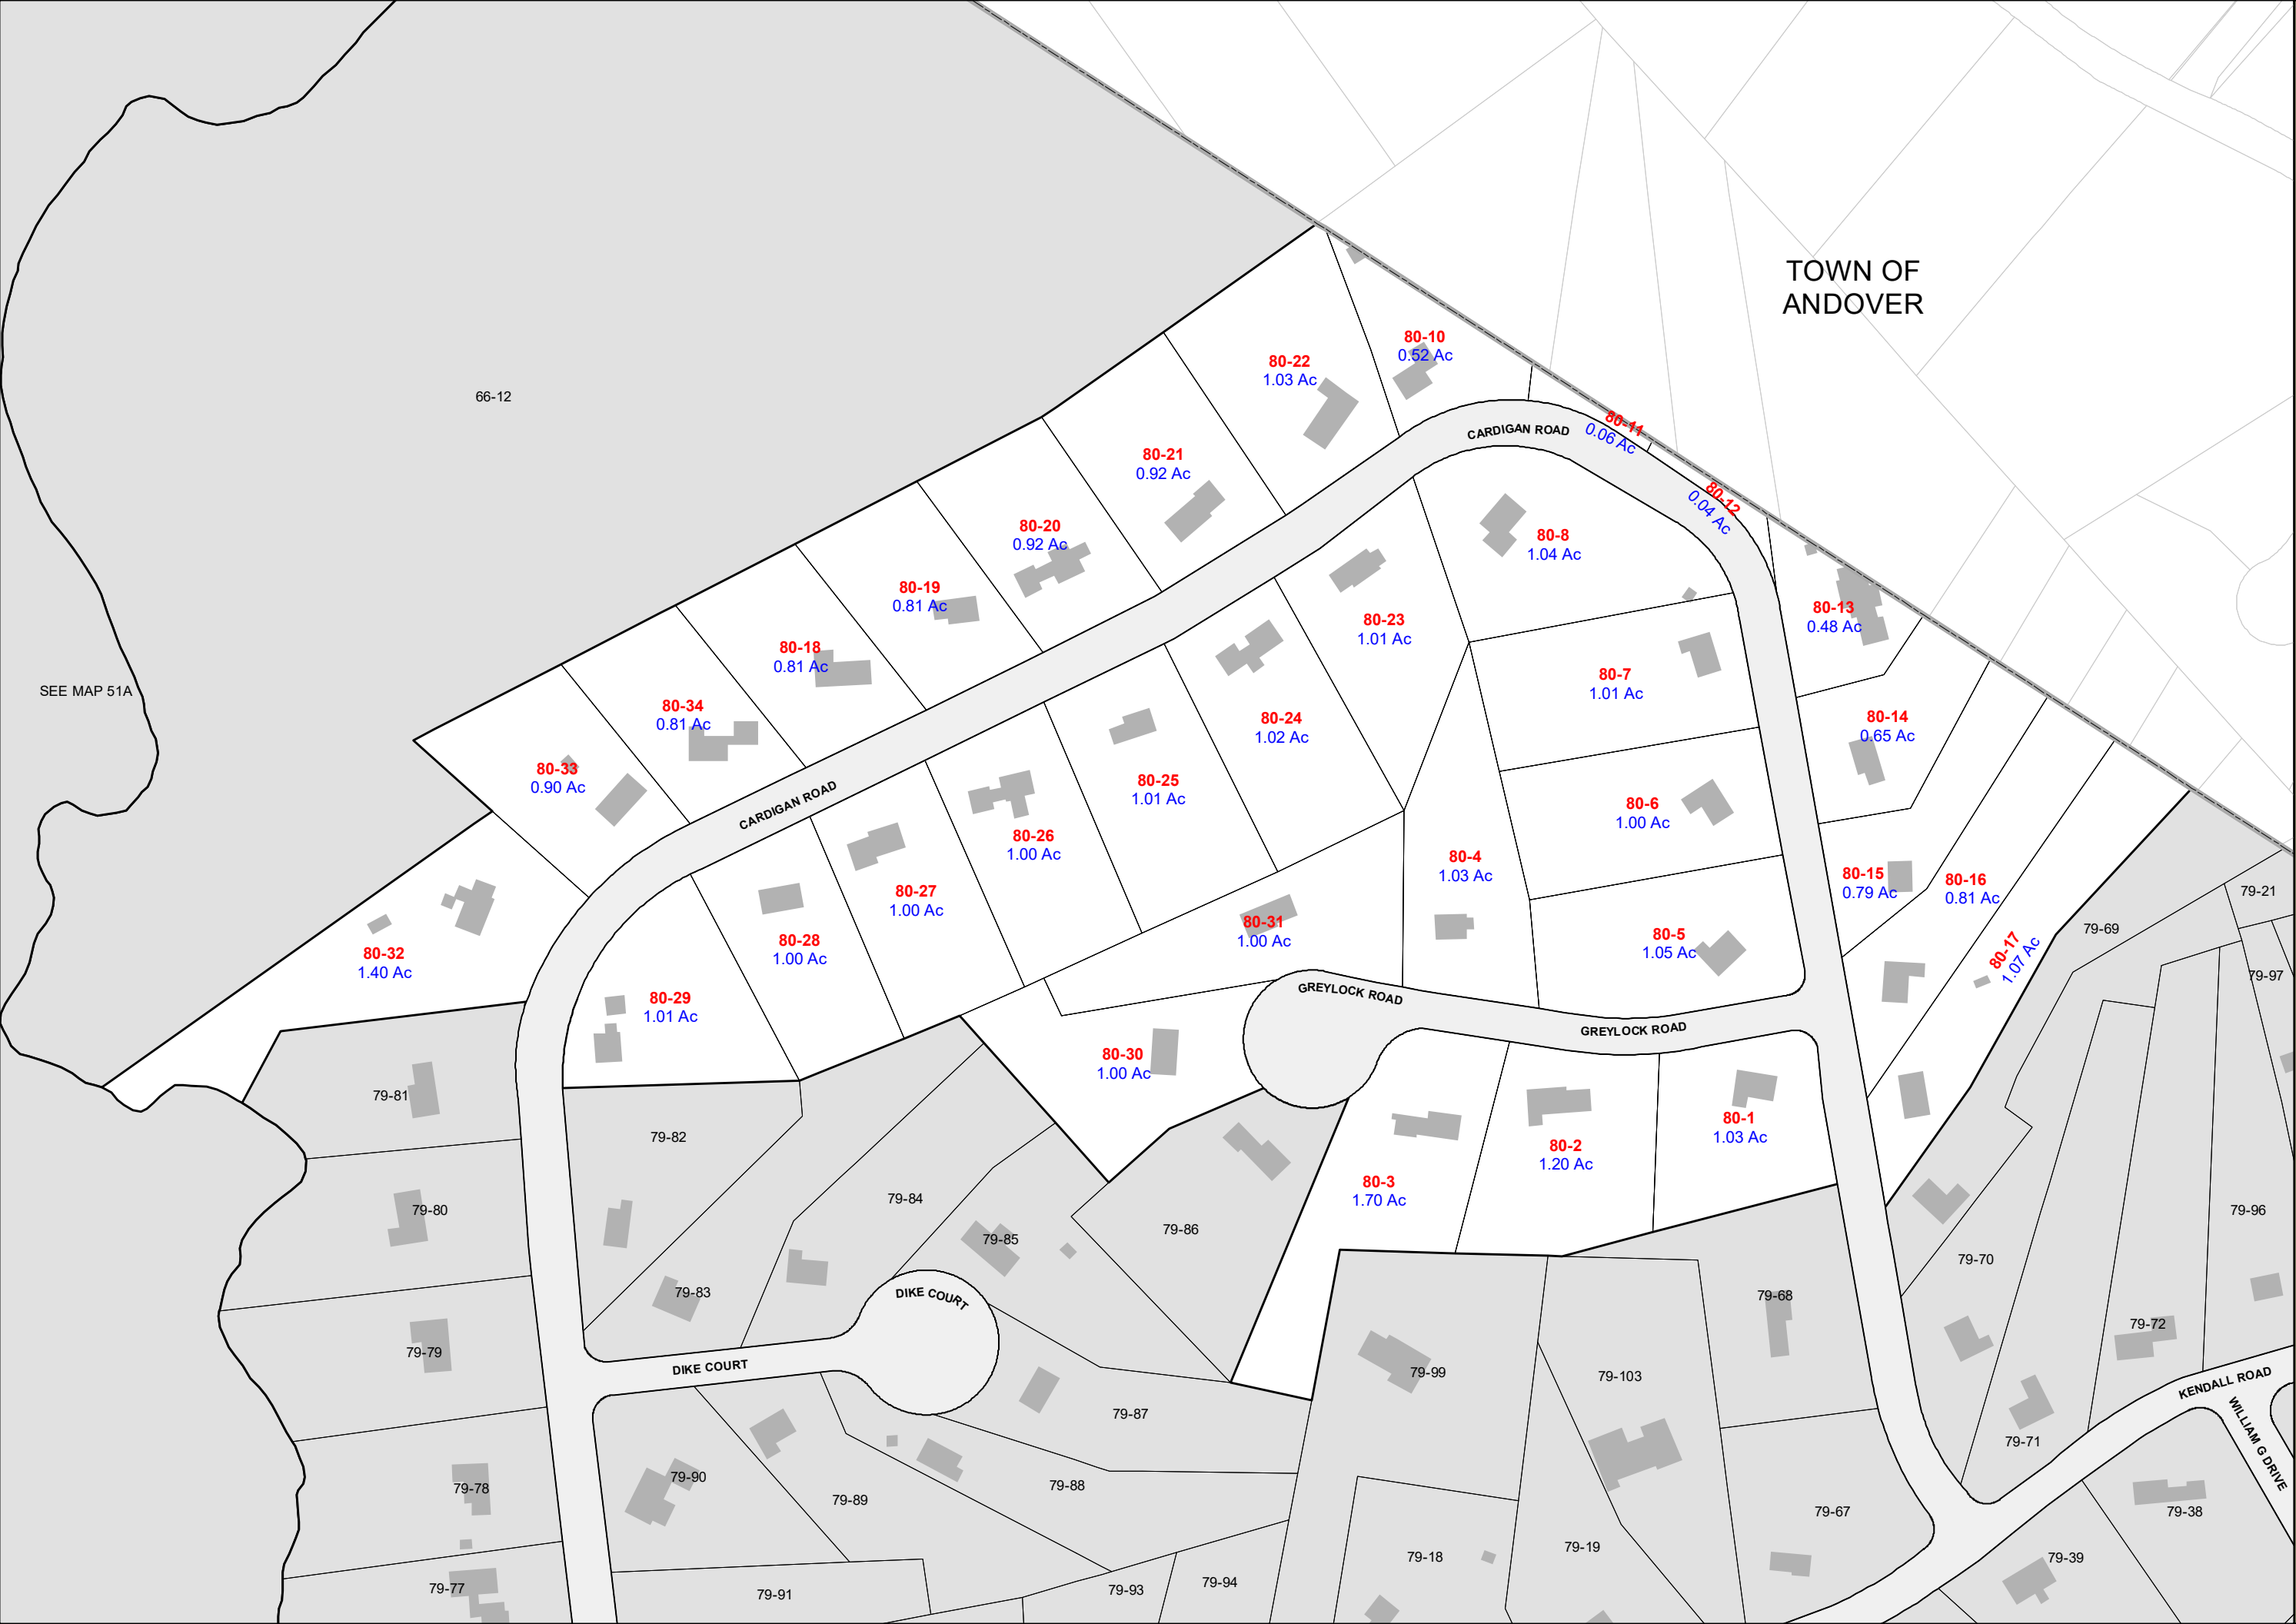 TOWN OF
ANDOVER
80-10
0.52 Ac
80-22
1.03 Ac
66-12
80-11
0.06 Ac
CARDIGAN ROAD
80-21
0.92 Ac
80-12
0.04 Ac
80-20
0.92 Ac
80-8
1.04 Ac
80-19
0.81 Ac
80-13
0.48 Ac
80-23
1.01 Ac
80-18
0.81 Ac
80-7
1.01 Ac
SEE MAP 51A
80-34
0.81 Ac
80-24
1.02 Ac
80-14
0.65 Ac
80-33
0.90 Ac
80-25
1.01 Ac
CARDIGAN ROAD
80-6
1.00 Ac
80-26
1.00 Ac
80-4
1.03 Ac
80-15
0.79 Ac
80-16
0.81 Ac
79-21
80-27
1.00 Ac
80-31
1.00 Ac
79-69
80-28
1.00 Ac
80-5
1.05 Ac
80-17
1.07 Ac
80-32
1.40 Ac
79-97
80-29
1.01 Ac
GREYLOCK ROAD
GREYLOCK ROAD
80-30
1.00 Ac
79-81
80-1
1.03 Ac
79-82
80-2
1.20 Ac
80-3
1.70 Ac
79-84
79-80
79-96
79-86
79-85
79-70
79-83
DIKE COURT
79-68
79-72
79-79
DIKE COURT
79-99
79-103
KENDALL ROAD
79-87
WILLIAM G DRIVE
79-71
79-90
79-88
79-78
79-89
79-67
79-38
79-19
79-18
79-39
79-94
79-77
79-93
79-91